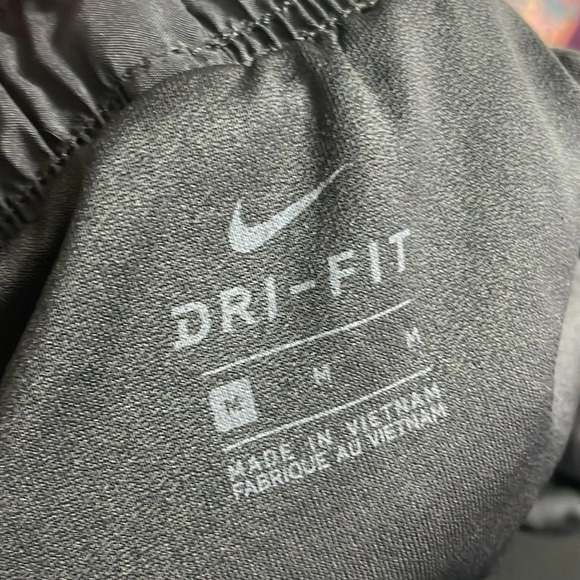 DRI-FIT
M M M
MADE IN VIETNAM
FABRIQUE AU VIETNAM